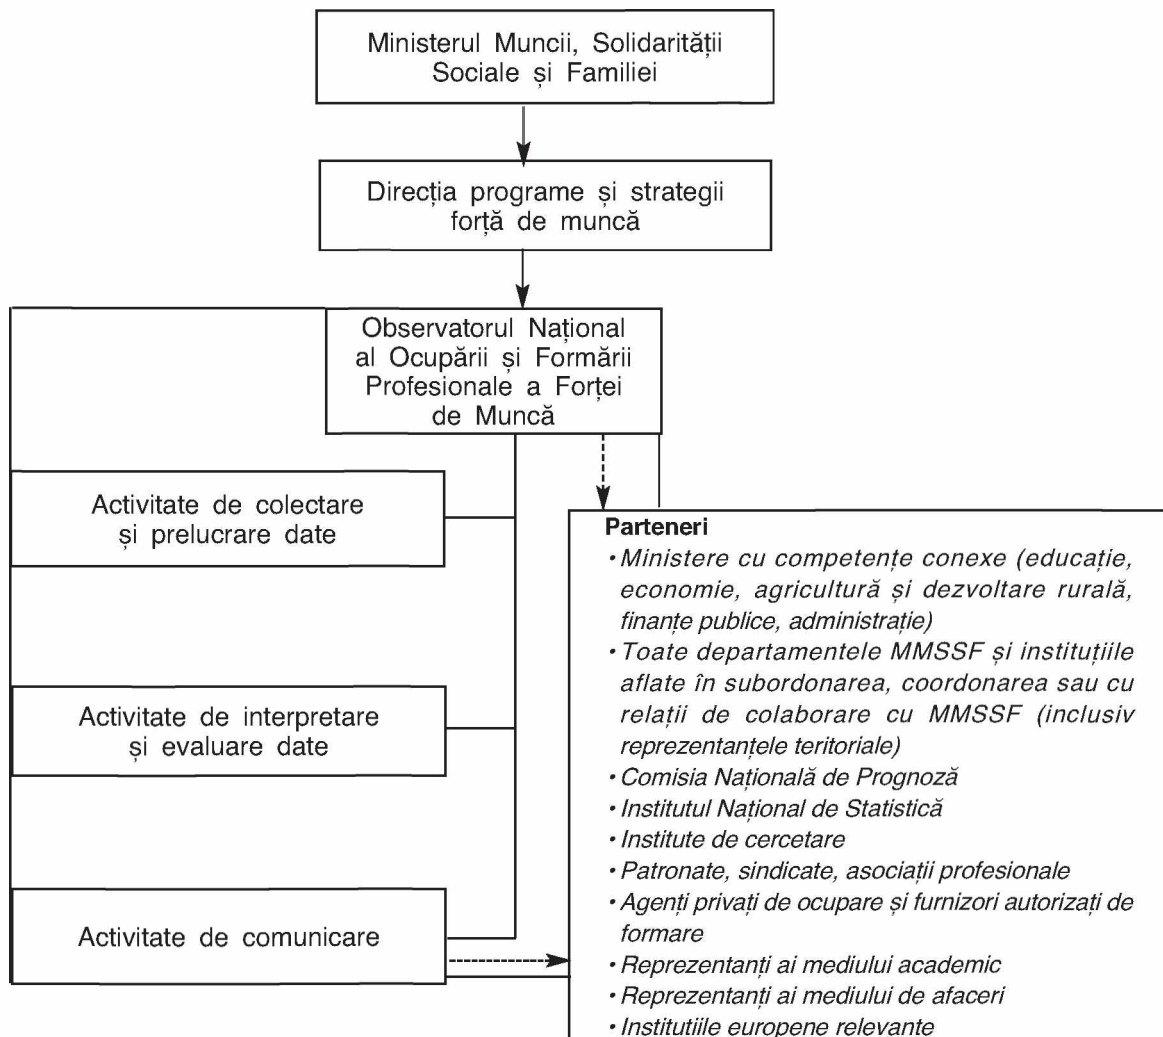 Ministerul Muncii, Solidarității
Sociale și Familiei
Direcția programe și strategii
forță de muncă
Observatorul Național
al Ocupării și Formării
Profesionale a Forței
de Muncă
Activitate de colectare
și prelucrare date
Activitate de interpretare
și evaluare date
Activitate de comunicare
Parteneri
• Ministere cu competențe conexe (educație,
economie, agricultură și dezvoltare rurală,
finanțe publice, administrație)
• Toate departamentele MMSSF și instituțiile
aflate în subordonarea, coordonarea sau cu
relații de colaborare cu MMSSF (inclusiv
reprezentanțele teritoriale)
• Comisia Națională de Prognoză
• Institutul Național de Statistică
• Institute de cercetare
• Patronate, sindicate, asociații profesionale
• Agenți privați de ocupare și furnizori autorizați de
formare
• Reprezentanți ai mediului academic
• Reprezentanți ai mediului de afaceri
• Instituțiile europene relevante